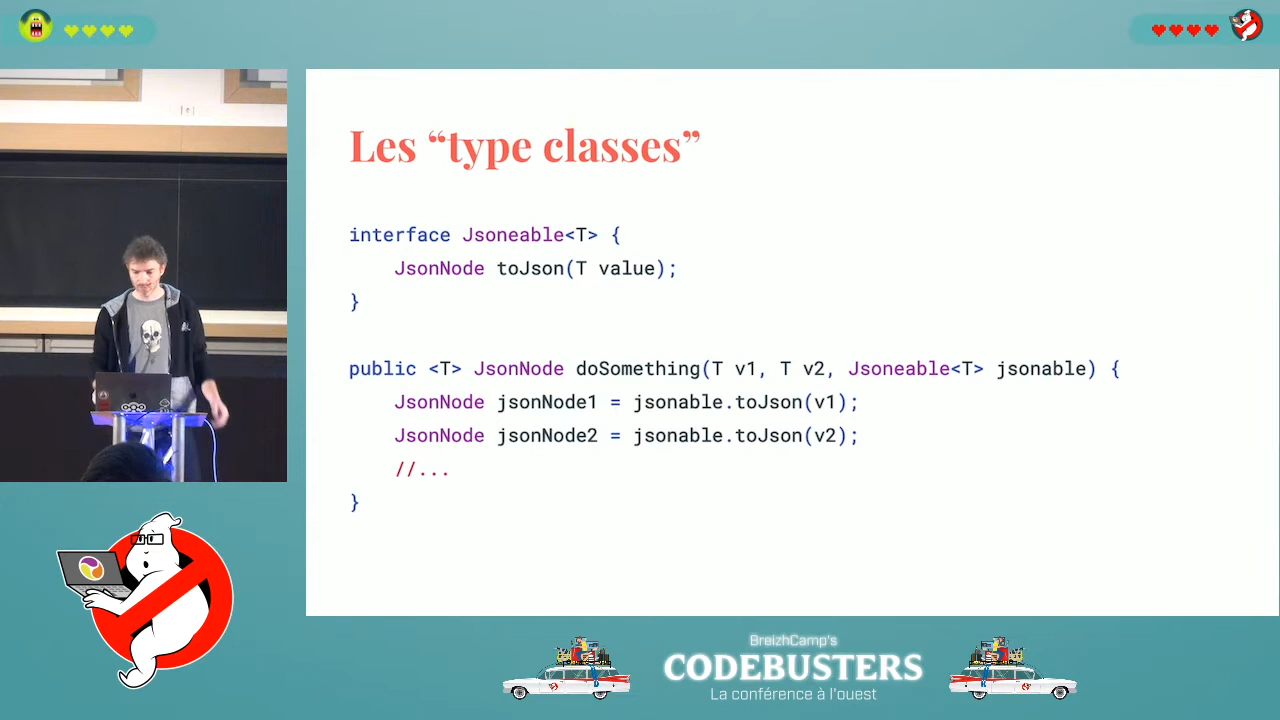 Les “type classes”
interface Jsoneable<T> {
JsonNode toJson(T value);
}
public <T> JsonNode doSomething(T v1, T v2, Jsoneable<T> jsonable) {
JsonNode jsonNode1 = jsonable.toJson(v1);
JsonNode jsonNode2 = jsonable.toJson(v2);
//...
}
BreizhCamp's
CODEBUSTERS
La conférence à l'ouest